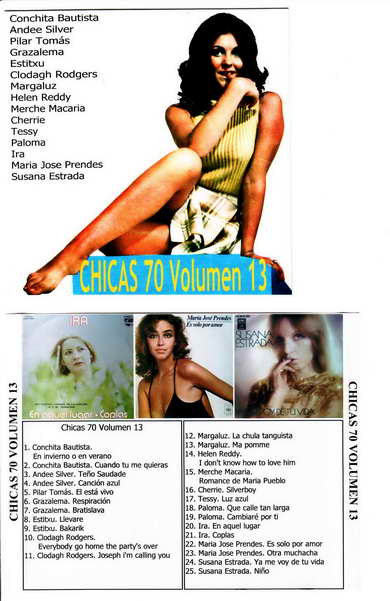 Conchita Bautista
Andee Silver
Pilar Tomás
Grazalema
Estitxu
Clodagh Rodgers
Margaluz
Helen Reddy
Merche Macaria
Cherrie
Tessy
Paloma
Ira
Maria Jose Prendes
Susana Estrada
CHICAS 70 Volumen 13
IRA
En aquel lugar - Coplas
María José Prendes
Es solo por amor
SUSANA
ESTRADA
YA ME VOY DE TU VIDA
CHICAS 70 VOLUMEN 13
Chicas 70 Volumen 13
1. Conchita Bautista.
En invierno o en verano
2. Conchita Bautista. Cuando tu me quieras
3. Andee Silver. Teño Saudade
4. Andee Silver. Canción azul
5. Pilar Tomás. El está vivo
6. Grazalema. Respiración
7. Grazalema. Bratislava
8. Estitxu. Llevare
9. Estitxu. Bakarik
10. Clodagh Rodgers.
Everybody go home the party's over
11. Clodagh Rodgers. Joseph i'm calling you
12. Margaluz. La chula tanguista
13. Margaluz. Ma pomme
14. Helen Reddy.
I don't know how to love him
15. Merche Macaria.
Romance de Maria Pueblo
16. Cherrie. Silverboy
17. Tessy. Luz azul
18. Paloma. Que calle tan larga
19. Paloma. Cambiaré por ti
20. Ira. En aquel lugar
21. Ira. Coplas
22. Maria Jose Prendes. Es solo por amor
23. Maria Jose Prendes. Otra muchacha
24. Susana Estrada. Ya me voy de tu vida
25. Susana Estrada. Niño
CHICAS 70 VOLUMEN 13